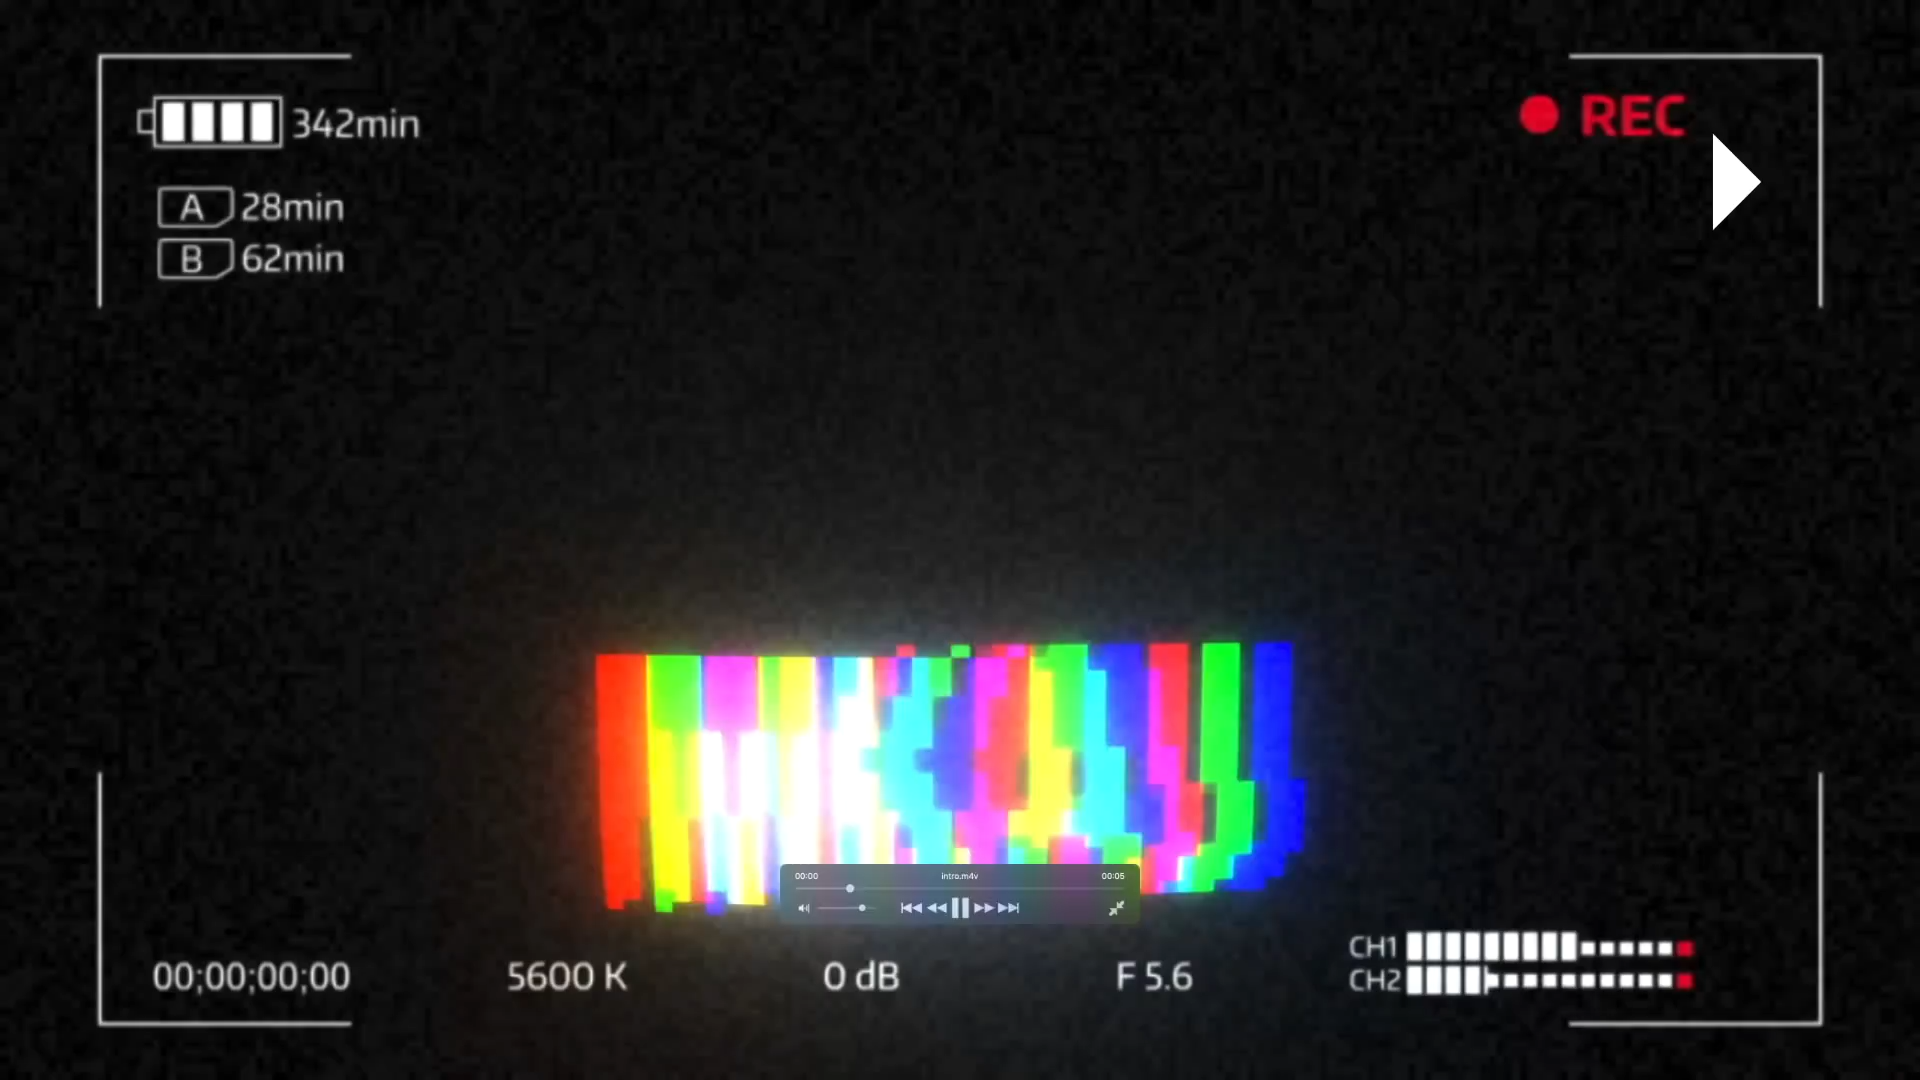 342min
REC
A 28min
B 62min
00:00 intro.m4v 00:05
CH1
CH2
00;00;00;00 5600 K 0 dB F 5.6